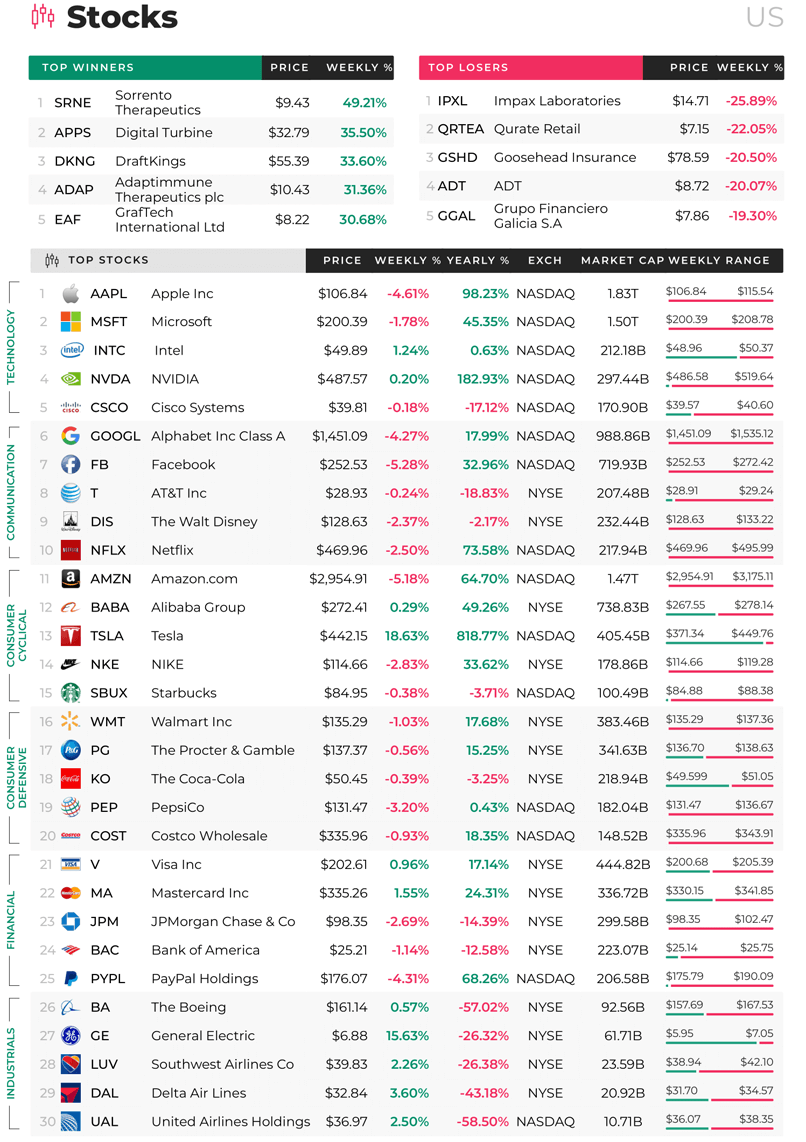 Stocks
US
TOP WINNERS PRICE WEEKLY %
1 SRNE Sorrento Therapeutics $9.43 49.21%
2 APPS Digital Turbine $32.79 35.50%
3 DKNG DraftKings $55.39 33.60%
4 ADAP Adaptimmune Therapeutics plc $10.43 31.36%
5 EAF GrafTech International Ltd $8.22 30.68%
TOP LOSERS PRICE WEEKLY %
1 IPXL Impax Laboratories $14.71 -25.89%
2 QRTEA Qurate Retail $7.15 -22.05%
3 GSHD Goosehead Insurance $78.59 -20.50%
4 ADT ADT $8.72 -20.07%
5 GGAL Grupo Financiero Galicia S.A $7.86 -19.30%
TOP STOCKS PRICE WEEKLY % YEARLY % EXCH MARKET CAP WEEKLY RANGE
TECHNOLOGY
1 AAPL Apple Inc $106.84 -4.61% 98.23% NASDAQ 1.83T $106.84 $115.54
2 MSFT Microsoft $200.39 -1.78% 45.35% NASDAQ 1.50T $200.39 $208.78
3 intel INTC Intel $49.89 1.24% 0.63% NASDAQ 212.18B $48.96 $50.37
4 NVDA NVIDIA $487.57 0.20% 182.93% NASDAQ 297.44B $486.58 $519.64
5 CISCO CSCO Cisco Systems $39.81 -0.18% -17.12% NASDAQ 170.90B $39.57 $40.60
COMMUNICATION
6 GOOGL Alphabet Inc Class A $1,451.09 -4.27% 17.99% NASDAQ 988.86B $1,451.09 $1,535.12
7 FB Facebook $252.53 -5.28% 32.96% NASDAQ 719.93B $252.53 $272.42
8 T AT&T Inc $28.93 -0.24% -18.83% NYSE 207.48B $28.91 $29.24
9 DIS The Walt Disney $128.63 -2.37% -2.17% NYSE 232.44B $128.63 $133.22
10 NETFLIX NFLX Netflix $469.96 -2.50% 73.58% NASDAQ 217.94B $469.96 $495.99
CONSUMER CYCLICAL
11 AMZN Amazon.com $2,954.91 -5.18% 64.70% NASDAQ 1.47T $2,954.91 $3,175.11
12 BABA Alibaba Group $272.41 0.29% 49.26% NYSE 738.83B $267.55 $278.14
13 TSLA Tesla $442.15 18.63% 818.77% NASDAQ 405.45B $371.34 $449.76
14 NKE NIKE $114.66 -2.83% 33.62% NYSE 178.86B $114.66 $119.28
15 SBUX Starbucks $84.95 -0.38% -3.71% NASDAQ 100.49B $84.88 $88.38
CONSUMER DEFENSIVE
16 WMT Walmart Inc $135.29 -1.03% 17.68% NYSE 383.46B $135.29 $137.36
17 P&G PG The Procter & Gamble $137.37 -0.56% 15.25% NYSE 341.63B $136.70 $138.63
18 KO The Coca-Cola $50.45 -0.39% -3.25% NYSE 218.94B $49.599 $51.05
19 PEP PepsiCo $131.47 -3.20% 0.43% NASDAQ 182.04B $131.47 $136.67
20 COSTCO COST Costco Wholesale $335.96 -0.93% 18.35% NASDAQ 148.52B $335.96 $343.91
FINANCIAL
21 VISA V Visa Inc $202.61 0.96% 17.14% NYSE 444.82B $200.68 $205.39
22 MasterCard MA Mastercard Inc $335.26 1.55% 24.31% NYSE 336.72B $330.15 $341.85
23 JPM JPMorgan Chase & Co $98.35 -2.69% -14.39% NYSE 299.58B $98.35 $102.47
24 BAC Bank of America $25.21 -1.14% -12.58% NYSE 223.07B $25.14 $25.75
25 PYPL PayPal Holdings $176.07 -4.31% 68.26% NASDAQ 206.58B $175.79 $190.09
INDUSTRIALS
26 BA The Boeing $161.14 0.57% -57.02% NYSE 92.56B $157.69 $167.53
27 GE General Electric $6.88 15.63% -26.32% NYSE 61.71B $5.95 $7.05
28 LUV Southwest Airlines Co $39.83 2.26% -26.38% NYSE 23.59B $38.94 $42.10
29 DAL Delta Air Lines $32.84 3.60% -43.18% NYSE 20.92B $31.70 $34.57
30 UAL United Airlines Holdings $36.97 2.50% -58.50% NASDAQ 10.71B $36.07 $38.35